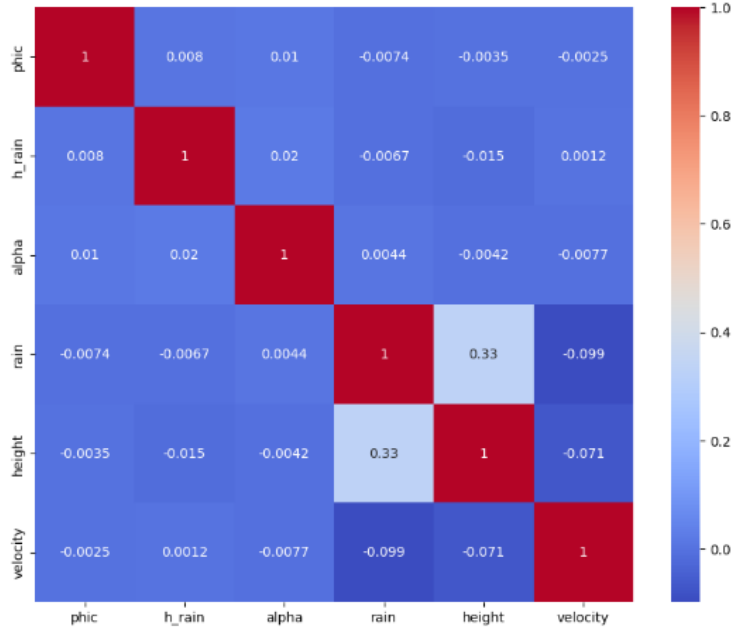 phic 1 0.008 0.01 -0.0074 -0.0035 -0.0025
h_rain 0.008 1 0.02 -0.0067 -0.015 0.0012
alpha 0.01 0.02 1 0.0044 -0.0042 -0.0077
rain -0.0074 -0.0067 0.0044 1 0.33 -0.099
height -0.0035 -0.015 -0.0042 0.33 1 -0.071
velocity -0.0025 0.0012 -0.0077 -0.099 -0.071 1
phic h_rain alpha rain height velocity
1.0
0.8
0.6
0.4
0.2
0.0